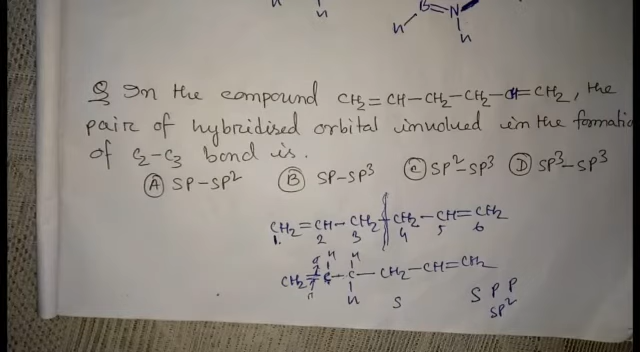 B=N
n n
n
Q In the compound CH2=CH-CH2-CH2-CH=CH2, the
pair of hybridised orbital involved in the formati
of C2-C3 bond is.
(A) SP-SP² (B) SP-SP³ (C) SP²-SP³ (D) SP³-SP³
CH2=CH-CH2-CH2-CH=CH2
1. 2 3 4 5 6
σ H H
CH2=C-C-CH2-CH=CH2
π n S S P P
SP²